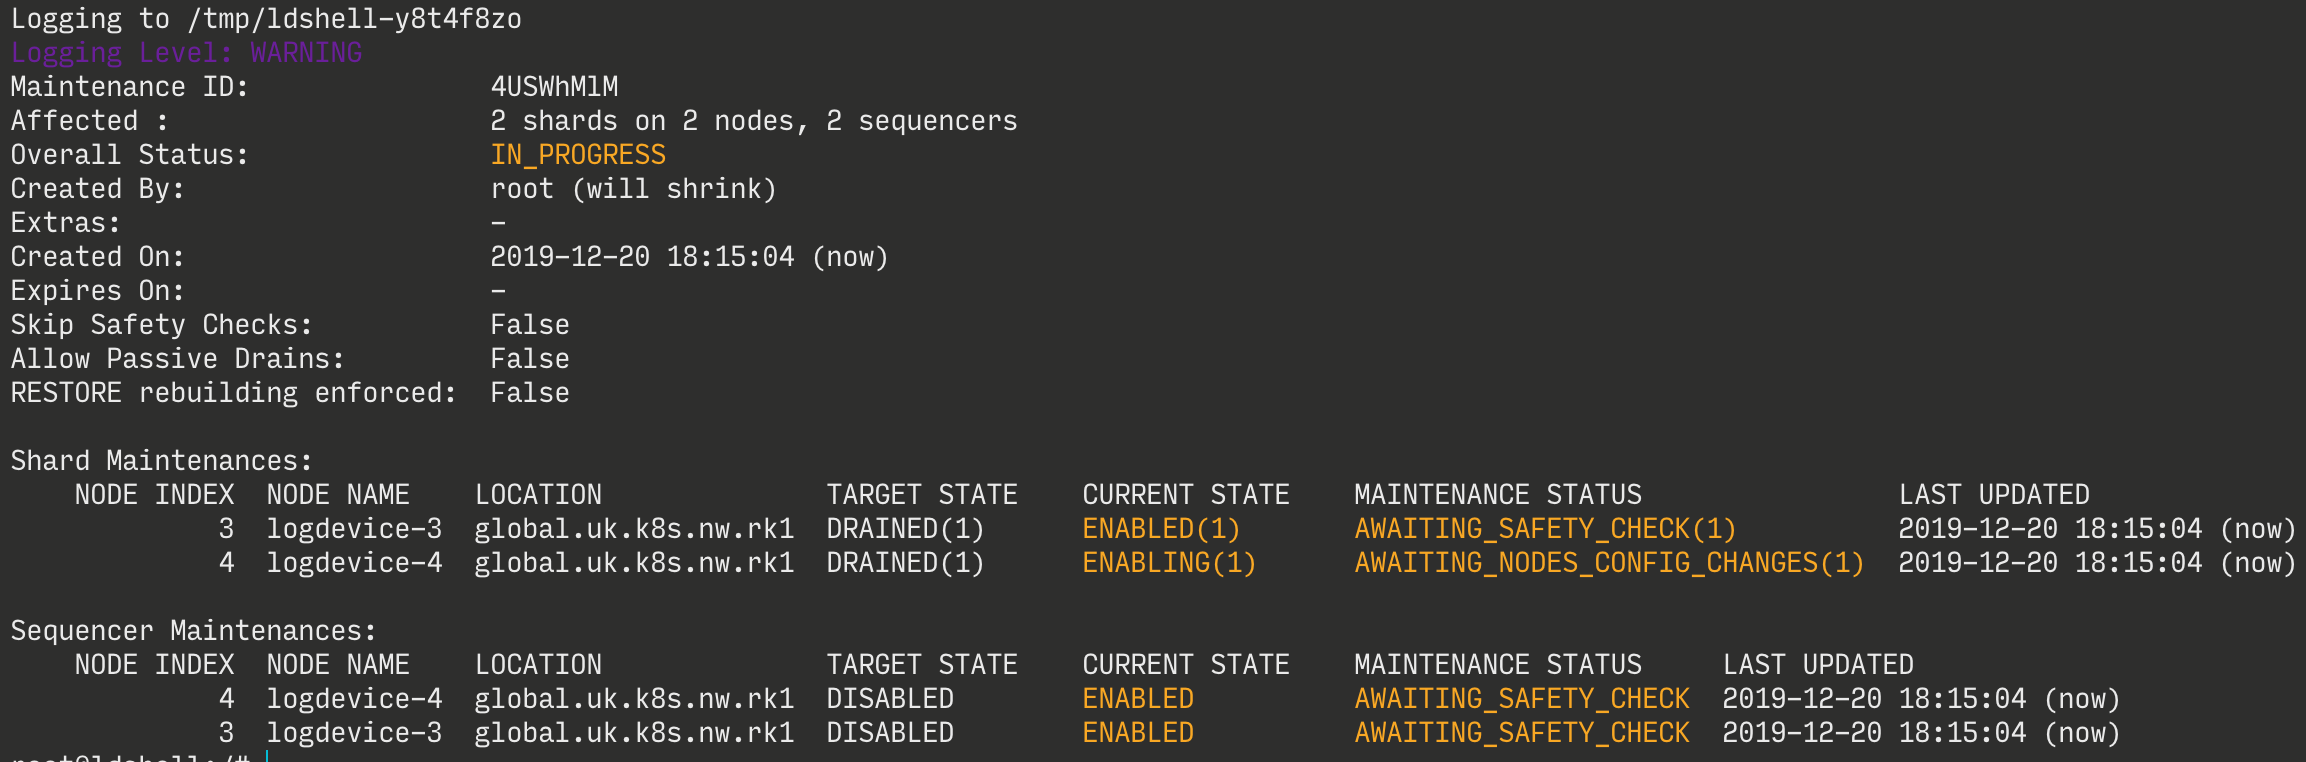 Logging to /tmp/ldshell-y8t4f8zo
Logging Level: WARNING
Maintenance ID: 4USWhMlM
Affected : 2 shards on 2 nodes, 2 sequencers
Overall Status: IN_PROGRESS
Created By: root (will shrink)
Extras: -
Created On: 2019-12-20 18:15:04 (now)
Expires On: -
Skip Safety Checks: False
Allow Passive Drains: False
RESTORE rebuilding enforced: False
Shard Maintenances:
NODE INDEX NODE NAME LOCATION TARGET STATE CURRENT STATE MAINTENANCE STATUS LAST UPDATED
3 logdevice-3 global.uk.k8s.nw.rk1 DRAINED(1) ENABLED(1) AWAITING_SAFETY_CHECK(1) 2019-12-20 18:15:04 (now)
4 logdevice-4 global.uk.k8s.nw.rk1 DRAINED(1) ENABLING(1) AWAITING_NODES_CONFIG_CHANGES(1) 2019-12-20 18:15:04 (now)
Sequencer Maintenances:
NODE INDEX NODE NAME LOCATION TARGET STATE CURRENT STATE MAINTENANCE STATUS LAST UPDATED
4 logdevice-4 global.uk.k8s.nw.rk1 DISABLED ENABLED AWAITING_SAFETY_CHECK 2019-12-20 18:15:04 (now)
3 logdevice-3 global.uk.k8s.nw.rk1 DISABLED ENABLED AWAITING_SAFETY_CHECK 2019-12-20 18:15:04 (now)
root@ldshell:/#